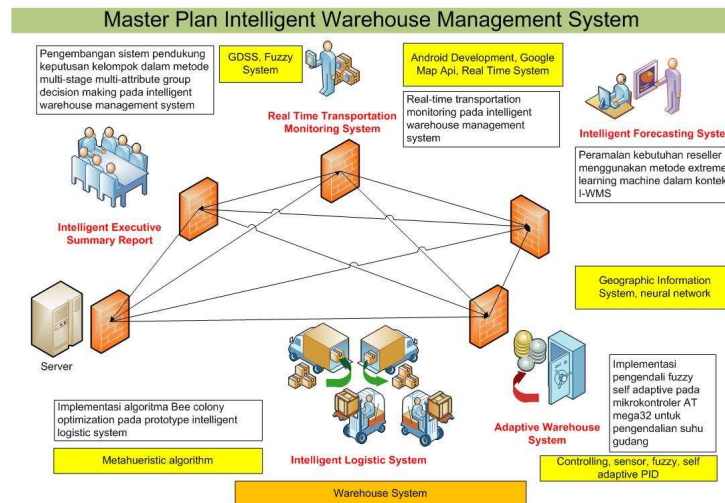 Master Plan Intelligent Warehouse Management System
Pengembangan sistem pendukung
keputusan kelompok dalam metode
multi-stage multi-attribute group
decision making pada intelligent
warehouse management system
GDSS, Fuzzy
System
Real Time Transportation
Monitoring System
Android Development, Google
Map Api, Real Time System
Real-time transportation
monitoring pada intelligent
warehouse management
system
Intelligent Forecasting Syste
Peramalan kebutuhan reseller
menggunakan metode extreme
learning machine dalam kontek
I-WMS
Intelligent Executive
Summary Report
Geographic Information
System, neural network
Server
Implementasi algoritma Bee colony
optimization pada prototype intelligent
logistic system
Metahueristic algorithm
Intelligent Logistic System
Adaptive Warehouse
System
Implementasi
pengendali fuzzy
self adaptive pada
mikrokontroler AT
mega32 untuk
pengendalian suhu
gudang
Controlling, sensor, fuzzy, self
adaptive PID
Warehouse System